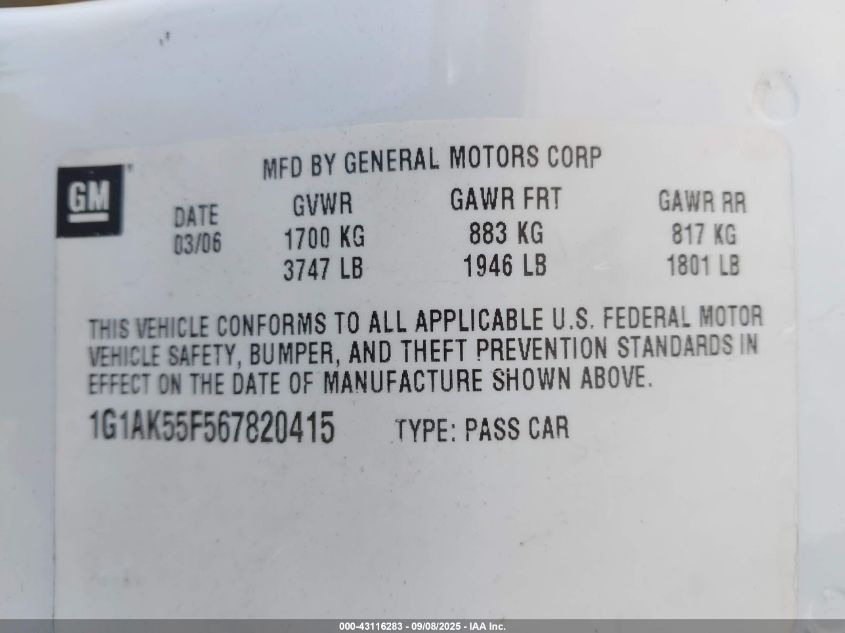 MFD BY GENERAL MOTORS CORP
GM
DATE GVWR GAWR FRT GAWR RR
03/06 1700 KG 883 KG 817 KG
3747 LB 1946 LB 1801 LB
THIS VEHICLE CONFORMS TO ALL APPLICABLE U.S. FEDERAL MOTOR
VEHICLE SAFETY, BUMPER, AND THEFT PREVENTION STANDARDS IN
EFFECT ON THE DATE OF MANUFACTURE SHOWN ABOVE.
1G1AK55F567820415 TYPE: PASS CAR
000-43116283 - 09/08/2025 - IAA Inc.